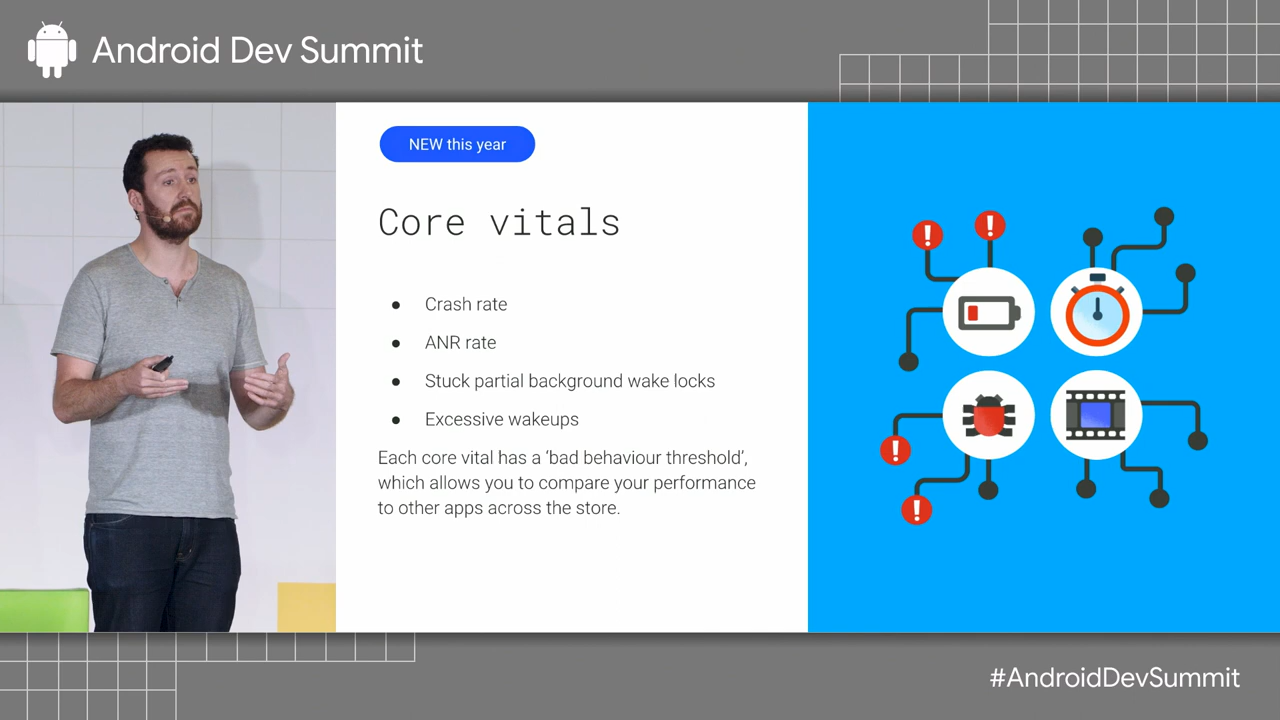 Android Dev Summit
NEW this year
Core vitals
● Crash rate
● ANR rate
● Stuck partial background wake locks
● Excessive wakeups
Each core vital has a ‘bad behaviour threshold’,
which allows you to compare your performance
to other apps across the store.
#AndroidDevSummit